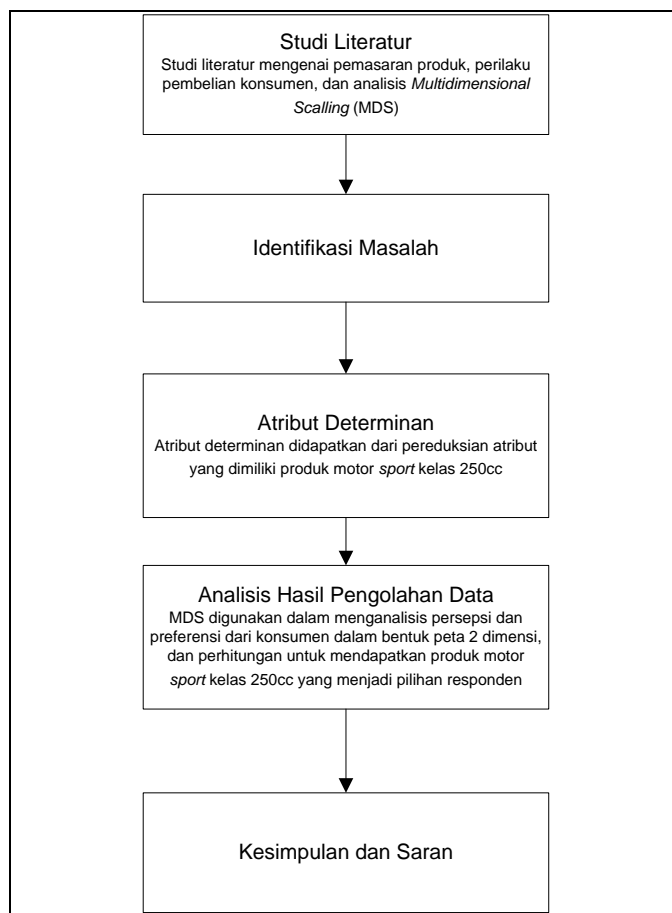 Studi Literatur
Studi literatur mengenai pemasaran produk, perilaku
pembelian konsumen, dan analisis Multidimensional
Scalling (MDS)
Identifikasi Masalah
Atribut Determinan
Atribut determinan didapatkan dari pereduksian atribut
yang dimiliki produk motor sport kelas 250cc
Analisis Hasil Pengolahan Data
MDS digunakan dalam menganalisis persepsi dan
preferensi dari konsumen dalam bentuk peta 2 dimensi,
dan perhitungan untuk mendapatkan produk motor
sport kelas 250cc yang menjadi pilihan responden
Kesimpulan dan Saran